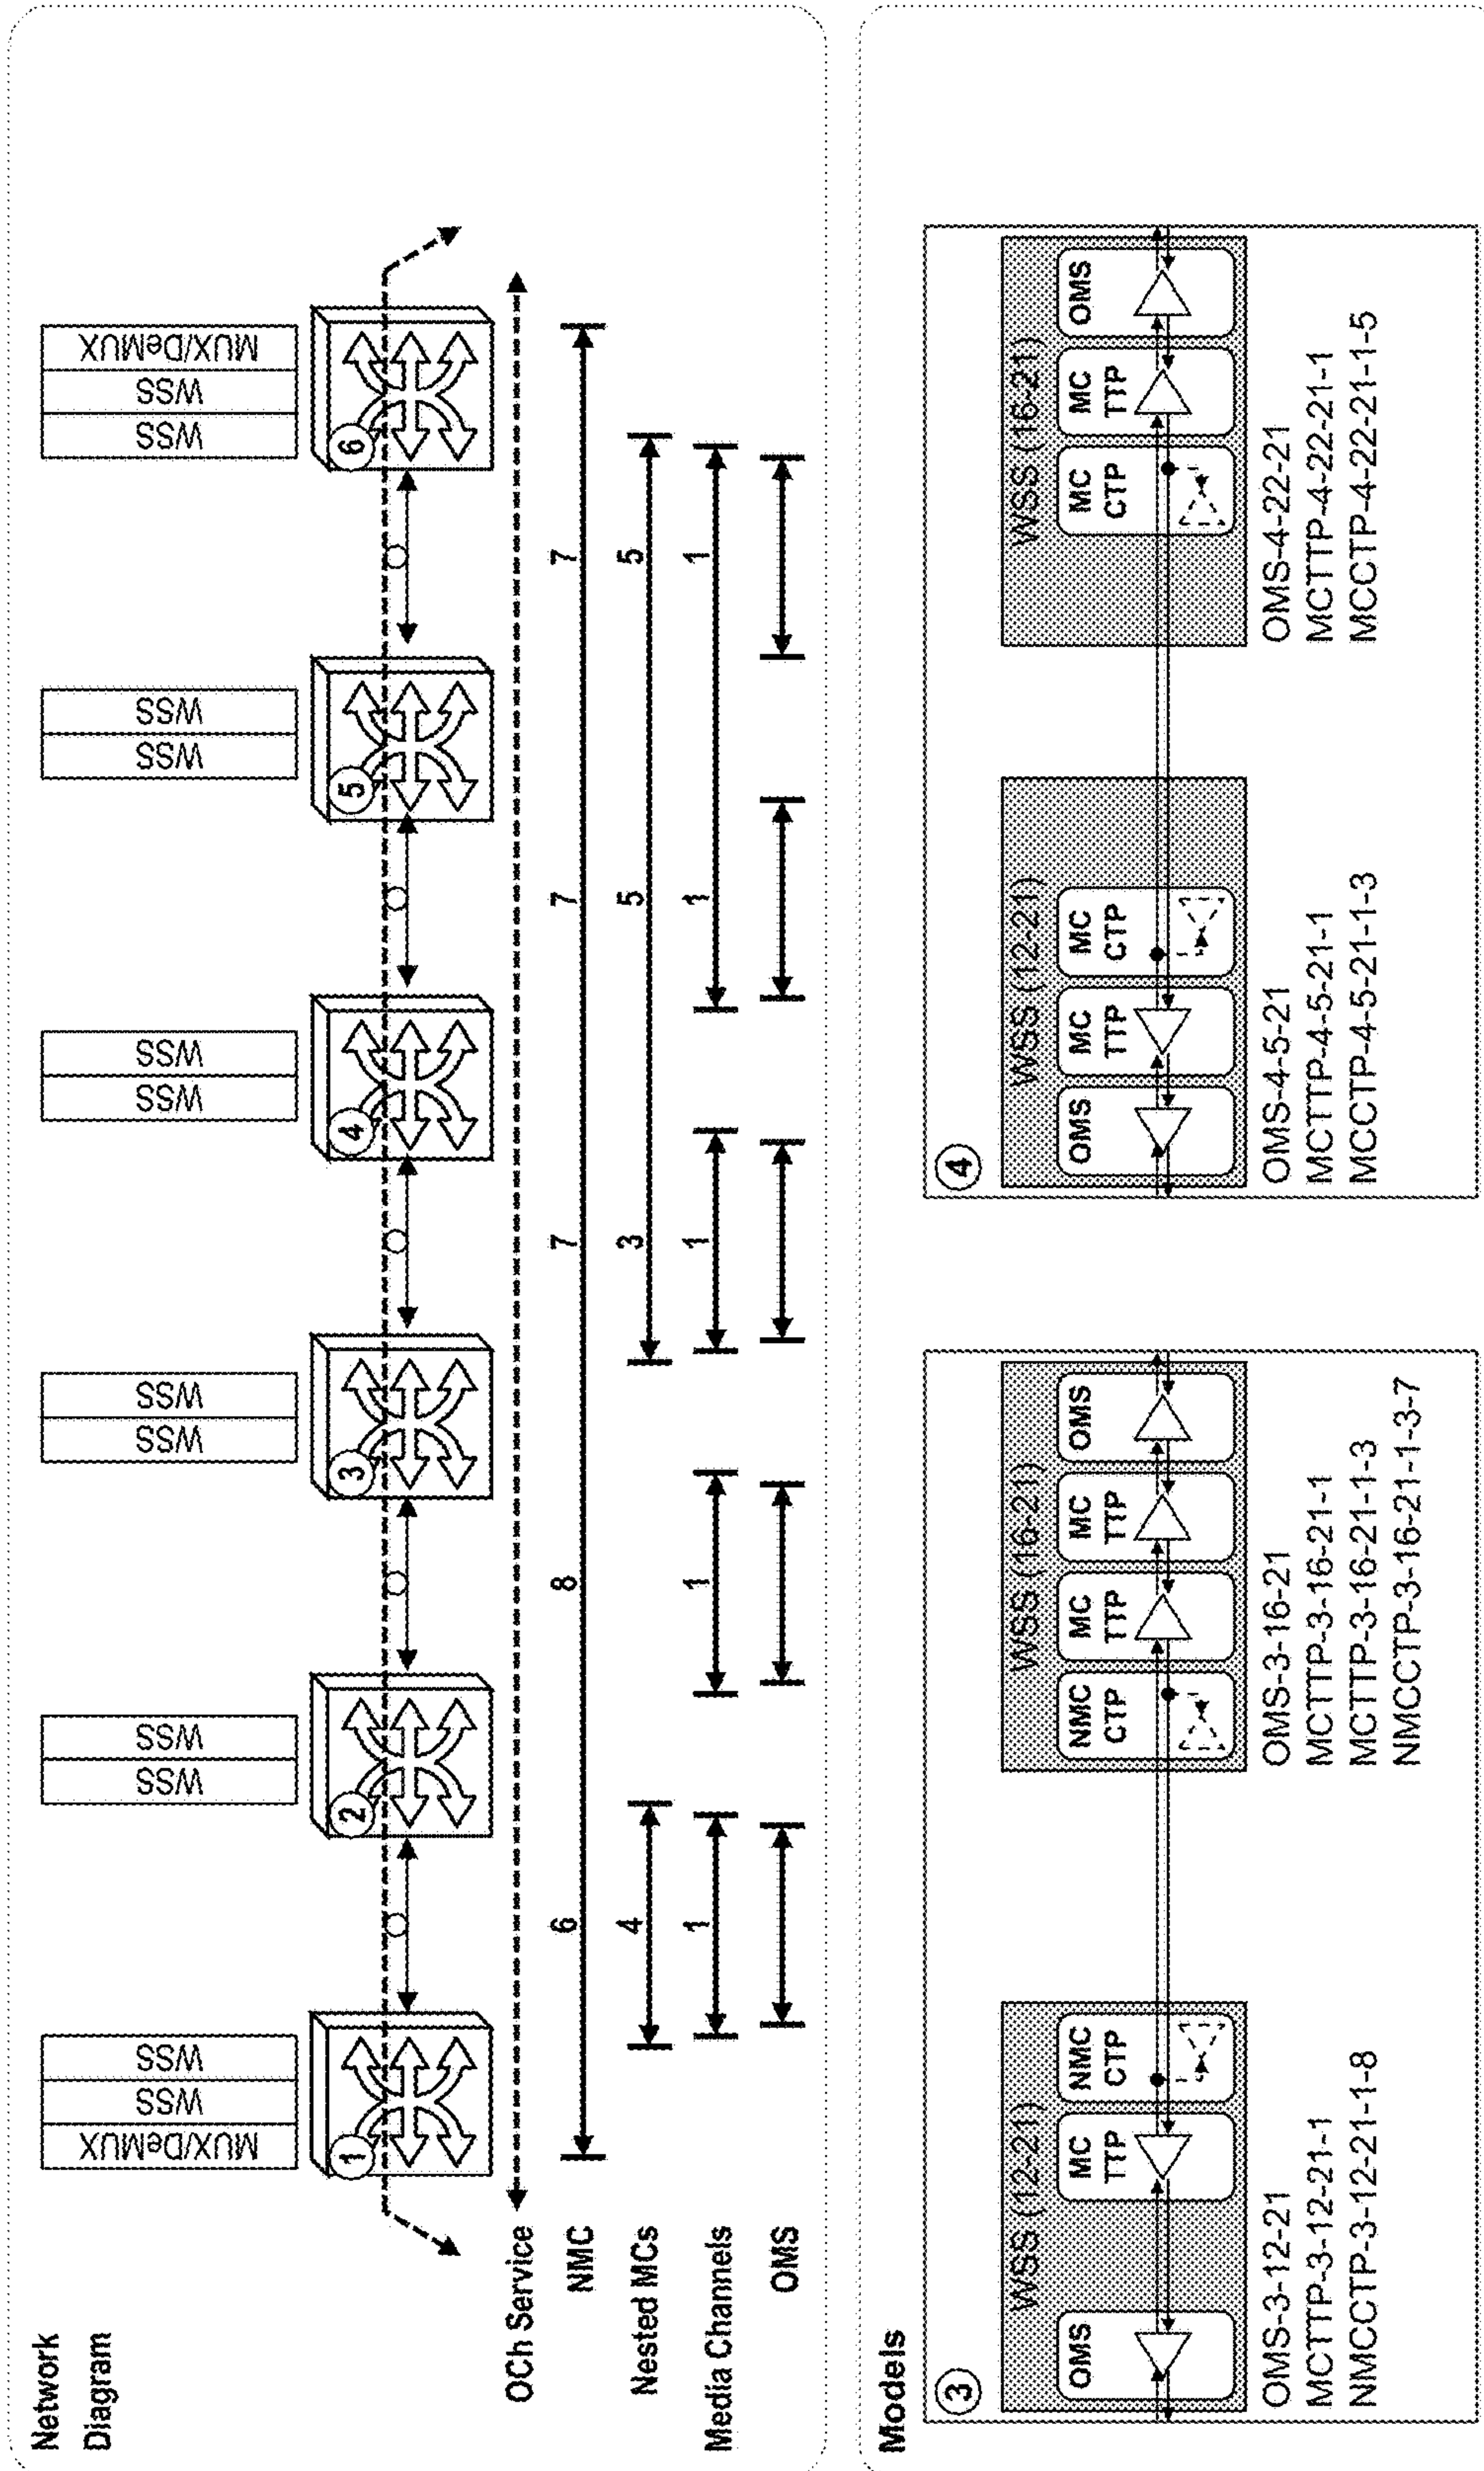 Network
Diagram
MUX/DeMUX
WSS
WSS
WSS
WSS
WSS
WSS
WSS
WSS
WSS
WSS
WSS
WSS
MUX/DeMUX
1
2
3
4
5
6
OCh Service
NMC
6
8
7
7
7
Nested MCs
4
3
5
5
Media Channels
1
1
1
1
1
OMS
Models
3
WSS (12-21)
OMS
MC
TTP
NMC
CTP
OMS-3-12-21
MCTTP-3-12-21-1
NMCCTP-3-12-21-1-8
WSS (16-21)
NMC
CTP
MC
TTP
MC
TTP
OMS
OMS-3-16-21
MCTTP-3-16-21-1
MCTTP-3-16-21-1-3
NMCCTP-3-16-21-1-3-7
4
WSS (12-21)
OMS
MC
TTP
MC
CTP
OMS-4-5-21
MCTTP-4-5-21-1
MCCTP-4-5-21-1-3
WSS (16-21)
MC
CTP
MC
TTP
OMS
OMS-4-22-21
MCTTP-4-22-21-1
MCCTP-4-22-21-1-5